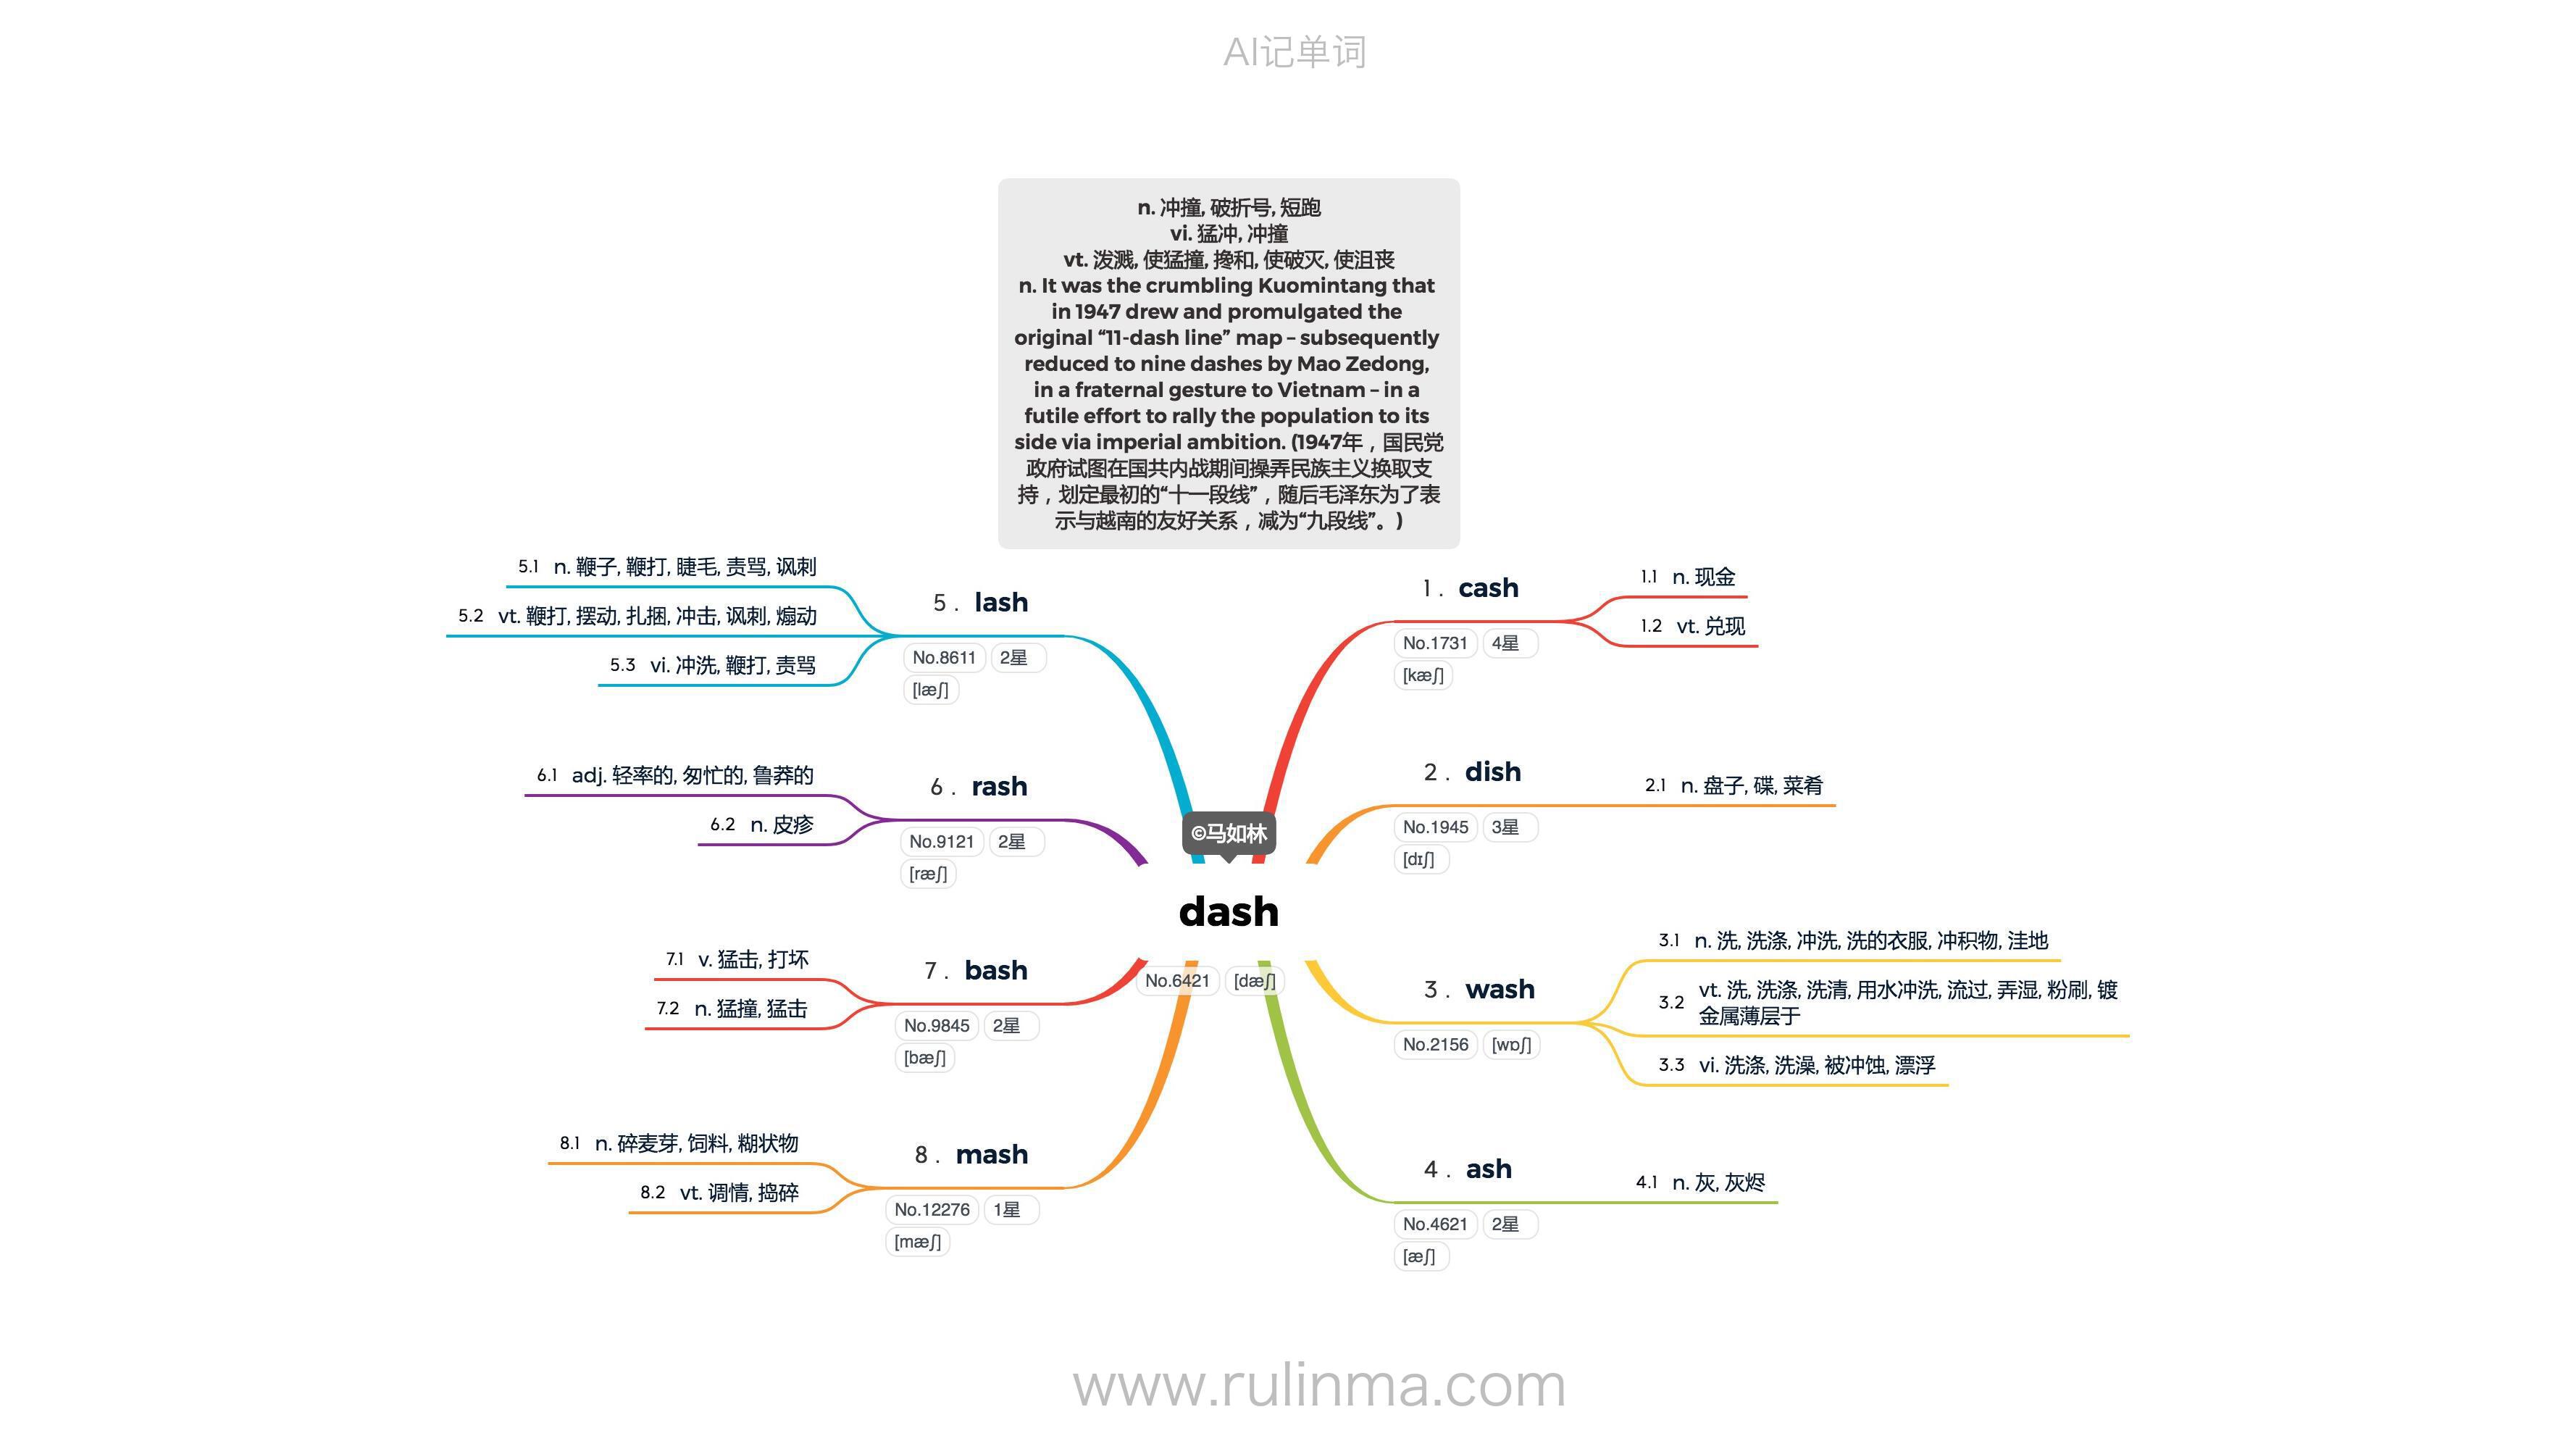 AI记单词
n. 冲撞, 破折号, 短跑
vi. 猛冲, 冲撞
vt. 泼溅, 使猛撞, 搀和, 使破灭, 使沮丧
n. It was the crumbling Kuomintang that
in 1947 drew and promulgated the
original “11-dash line” map – subsequently
reduced to nine dashes by Mao Zedong,
in a fraternal gesture to Vietnam – in a
futile effort to rally the population to its
side via imperial ambition. (1947年，国民党
政府试图在国共内战期间操弄民族主义换取支
持，划定最初的“十一段线”，随后毛泽东为了表
示与越南的友好关系，减为“九段线”。)
©马如林
dash
No.6421 [dæʃ]
1. cash
No.1731 4星
[kæʃ]
1.1 n. 现金
1.2 vt. 兑现
2. dish
No.1945 3星
[dɪʃ]
2.1 n. 盘子, 碟, 菜肴
3. wash
No.2156 [wɒʃ]
3.1 n. 洗, 洗涤, 冲洗, 洗的衣服, 冲积物, 洼地
3.2 vt. 洗, 洗涤, 洗清, 用水冲洗, 流过, 弄湿, 粉刷, 镀
金属薄层于
3.3 vi. 洗涤, 洗澡, 被冲蚀, 漂浮
4. ash
No.4621 2星
[æʃ]
4.1 n. 灰, 灰烬
5. lash
No.8611 2星
[læʃ]
5.1 n. 鞭子, 鞭打, 睫毛, 责骂, 讽刺
5.2 vt. 鞭打, 摆动, 扎捆, 冲击, 讽刺, 煽动
5.3 vi. 冲洗, 鞭打, 责骂
6. rash
No.9121 2星
[ræʃ]
6.1 adj. 轻率的, 匆忙的, 鲁莽的
6.2 n. 皮疹
7. bash
No.9845 2星
[bæʃ]
7.1 v. 猛击, 打坏
7.2 n. 猛撞, 猛击
8. mash
No.12276 1星
[mæʃ]
8.1 n. 碎麦芽, 饲料, 糊状物
8.2 vt. 调情, 捣碎
www.rulinma.com